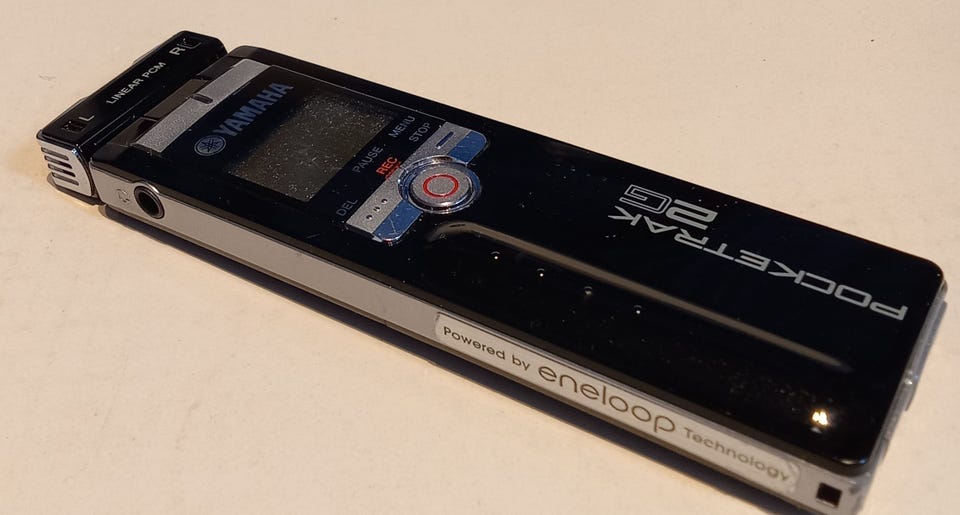 L LINEAR PCM R
YAMAHA
DEL PAUSE MENU
REC STOP
POCKETRAK
2G
Powered by eneloop Technology